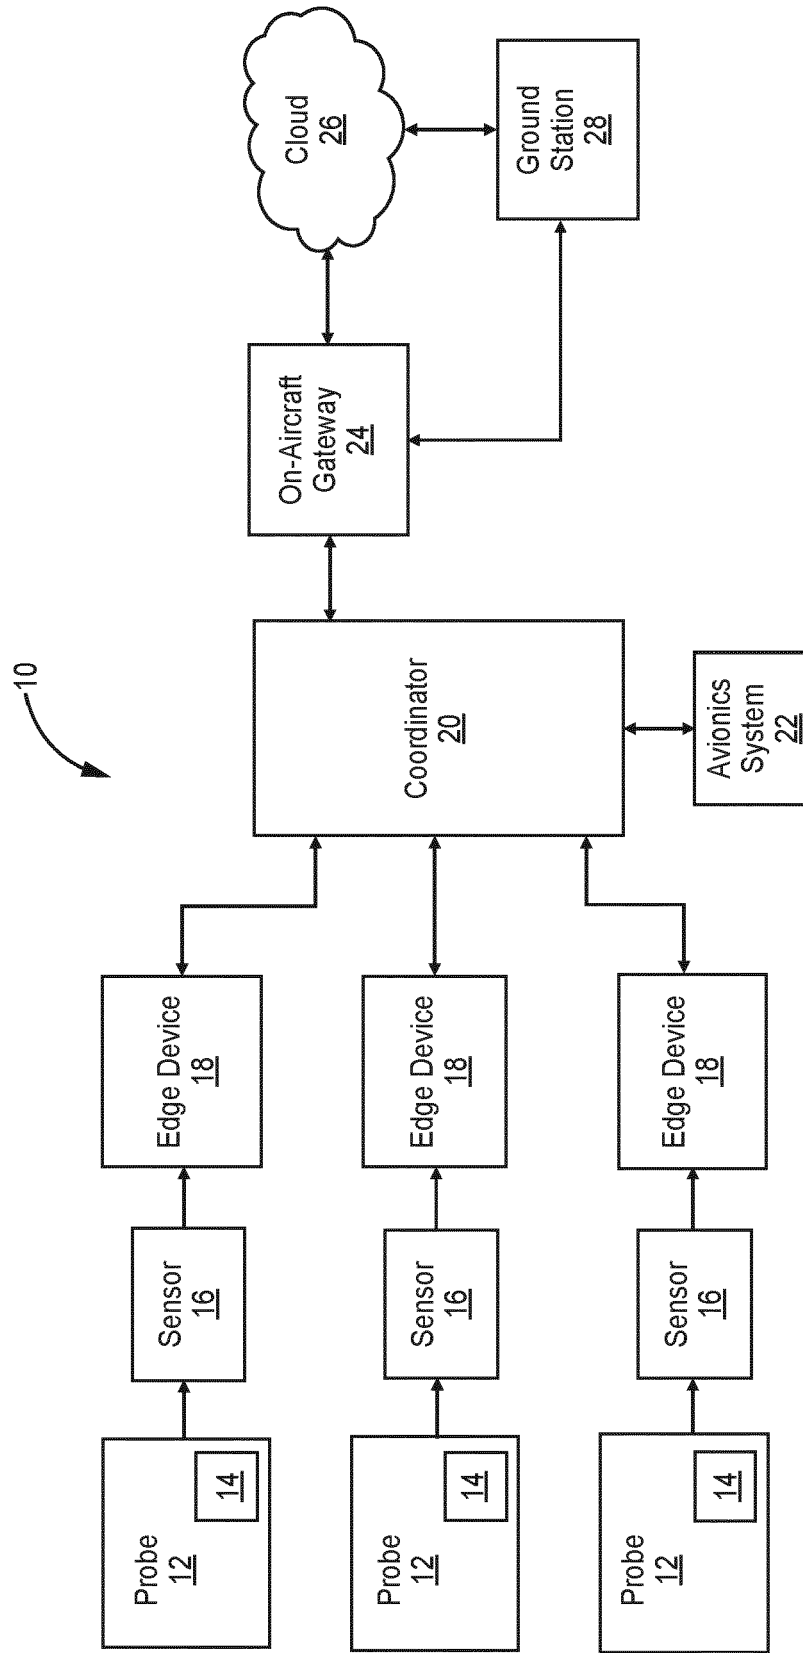 10
Probe
12
14
Sensor
16
Edge Device
18
Probe
12
14
Sensor
16
Edge Device
18
Probe
12
14
Sensor
16
Edge Device
18
Coordinator
20
Avionics
System
22
On-Aircraft
Gateway
24
Cloud
26
Ground
Station
28